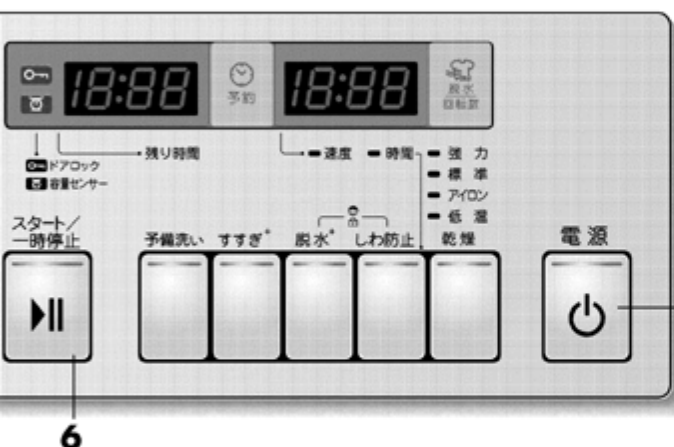 18:88
予約
18:88
脱水
回転数
残り時間
速度
時間
強 力
標 準
アイロン
低 温
ドアロック
容量センサー
スタート/
一時停止
予備洗い
すすぎ+
脱水+
しわ防止
乾燥
電源
6